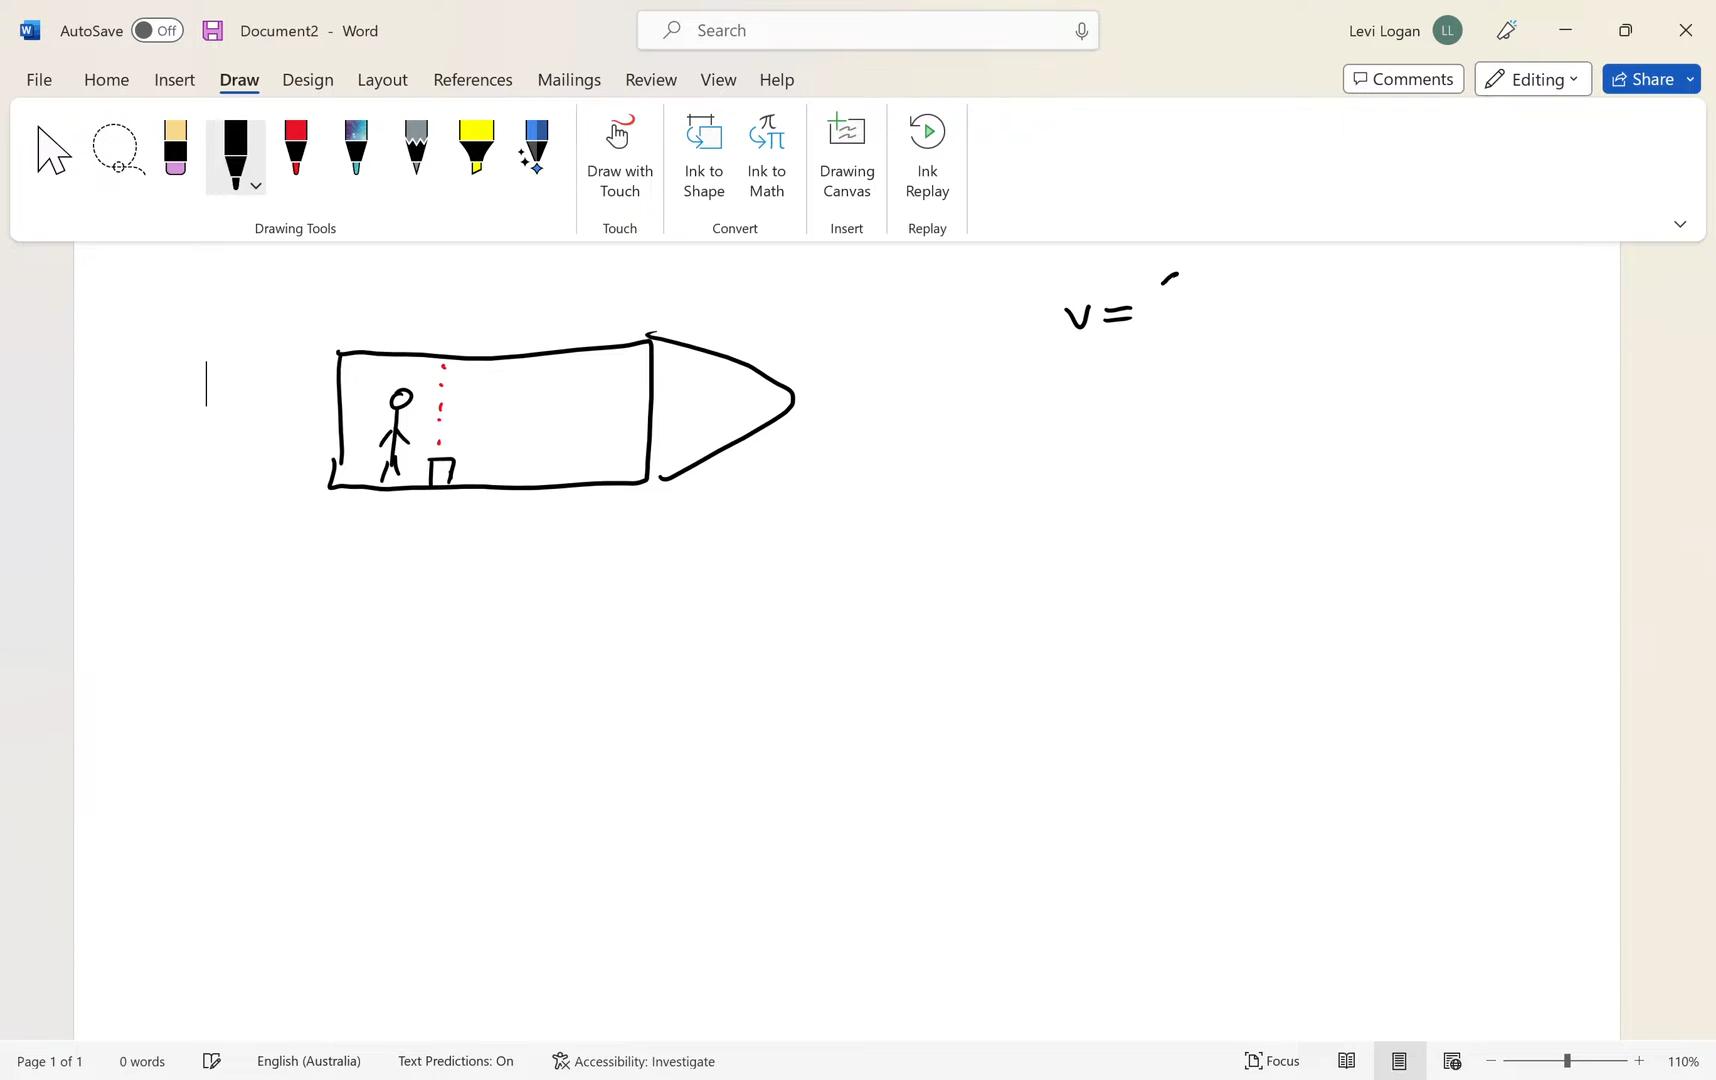 AutoSave Off Document2 - Word Search Levi Logan LL
File Home Insert Draw Design Layout References Mailings Review View Help Comments Editing Share
Draw with Touch
Ink to Shape
Ink to Math
Drawing Canvas
Ink Replay
Drawing Tools Touch Convert Insert Replay
v =
Page 1 of 1 0 words English (Australia) Text Predictions: On Accessibility: Investigate Focus 110%